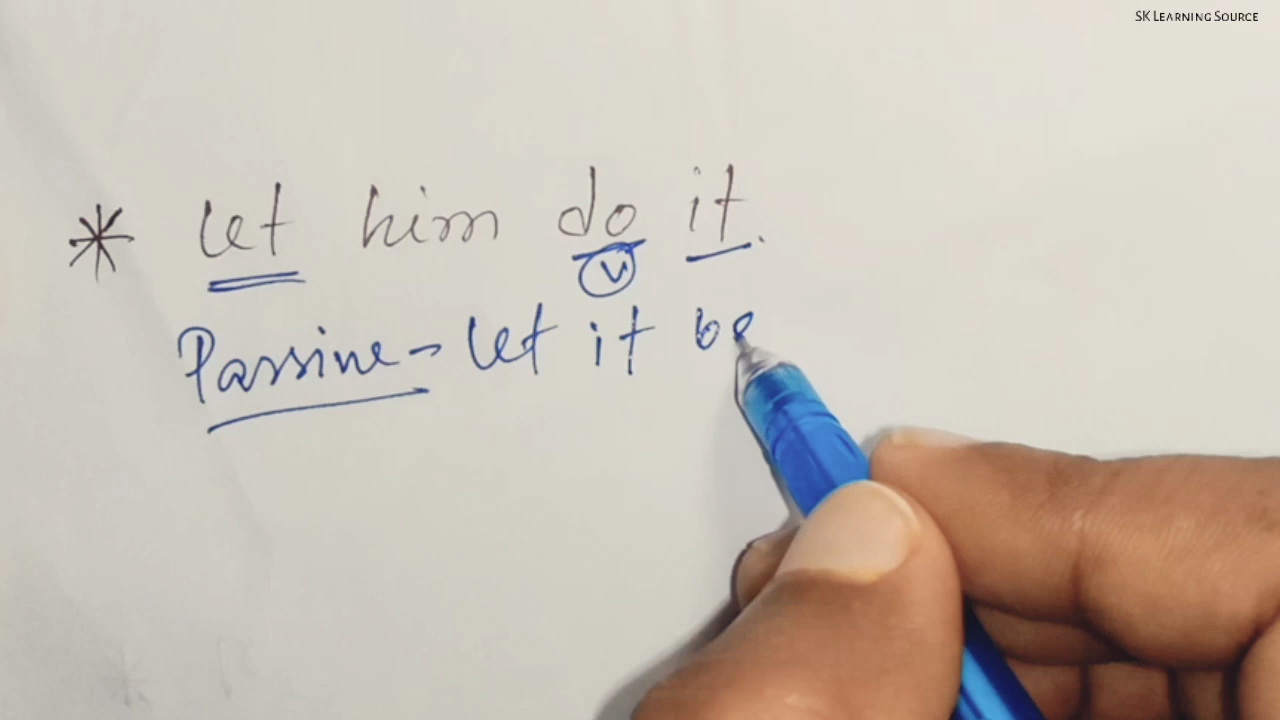 SK LEARNING SOURCE
* Let him do it.
V
Passive - Let it be